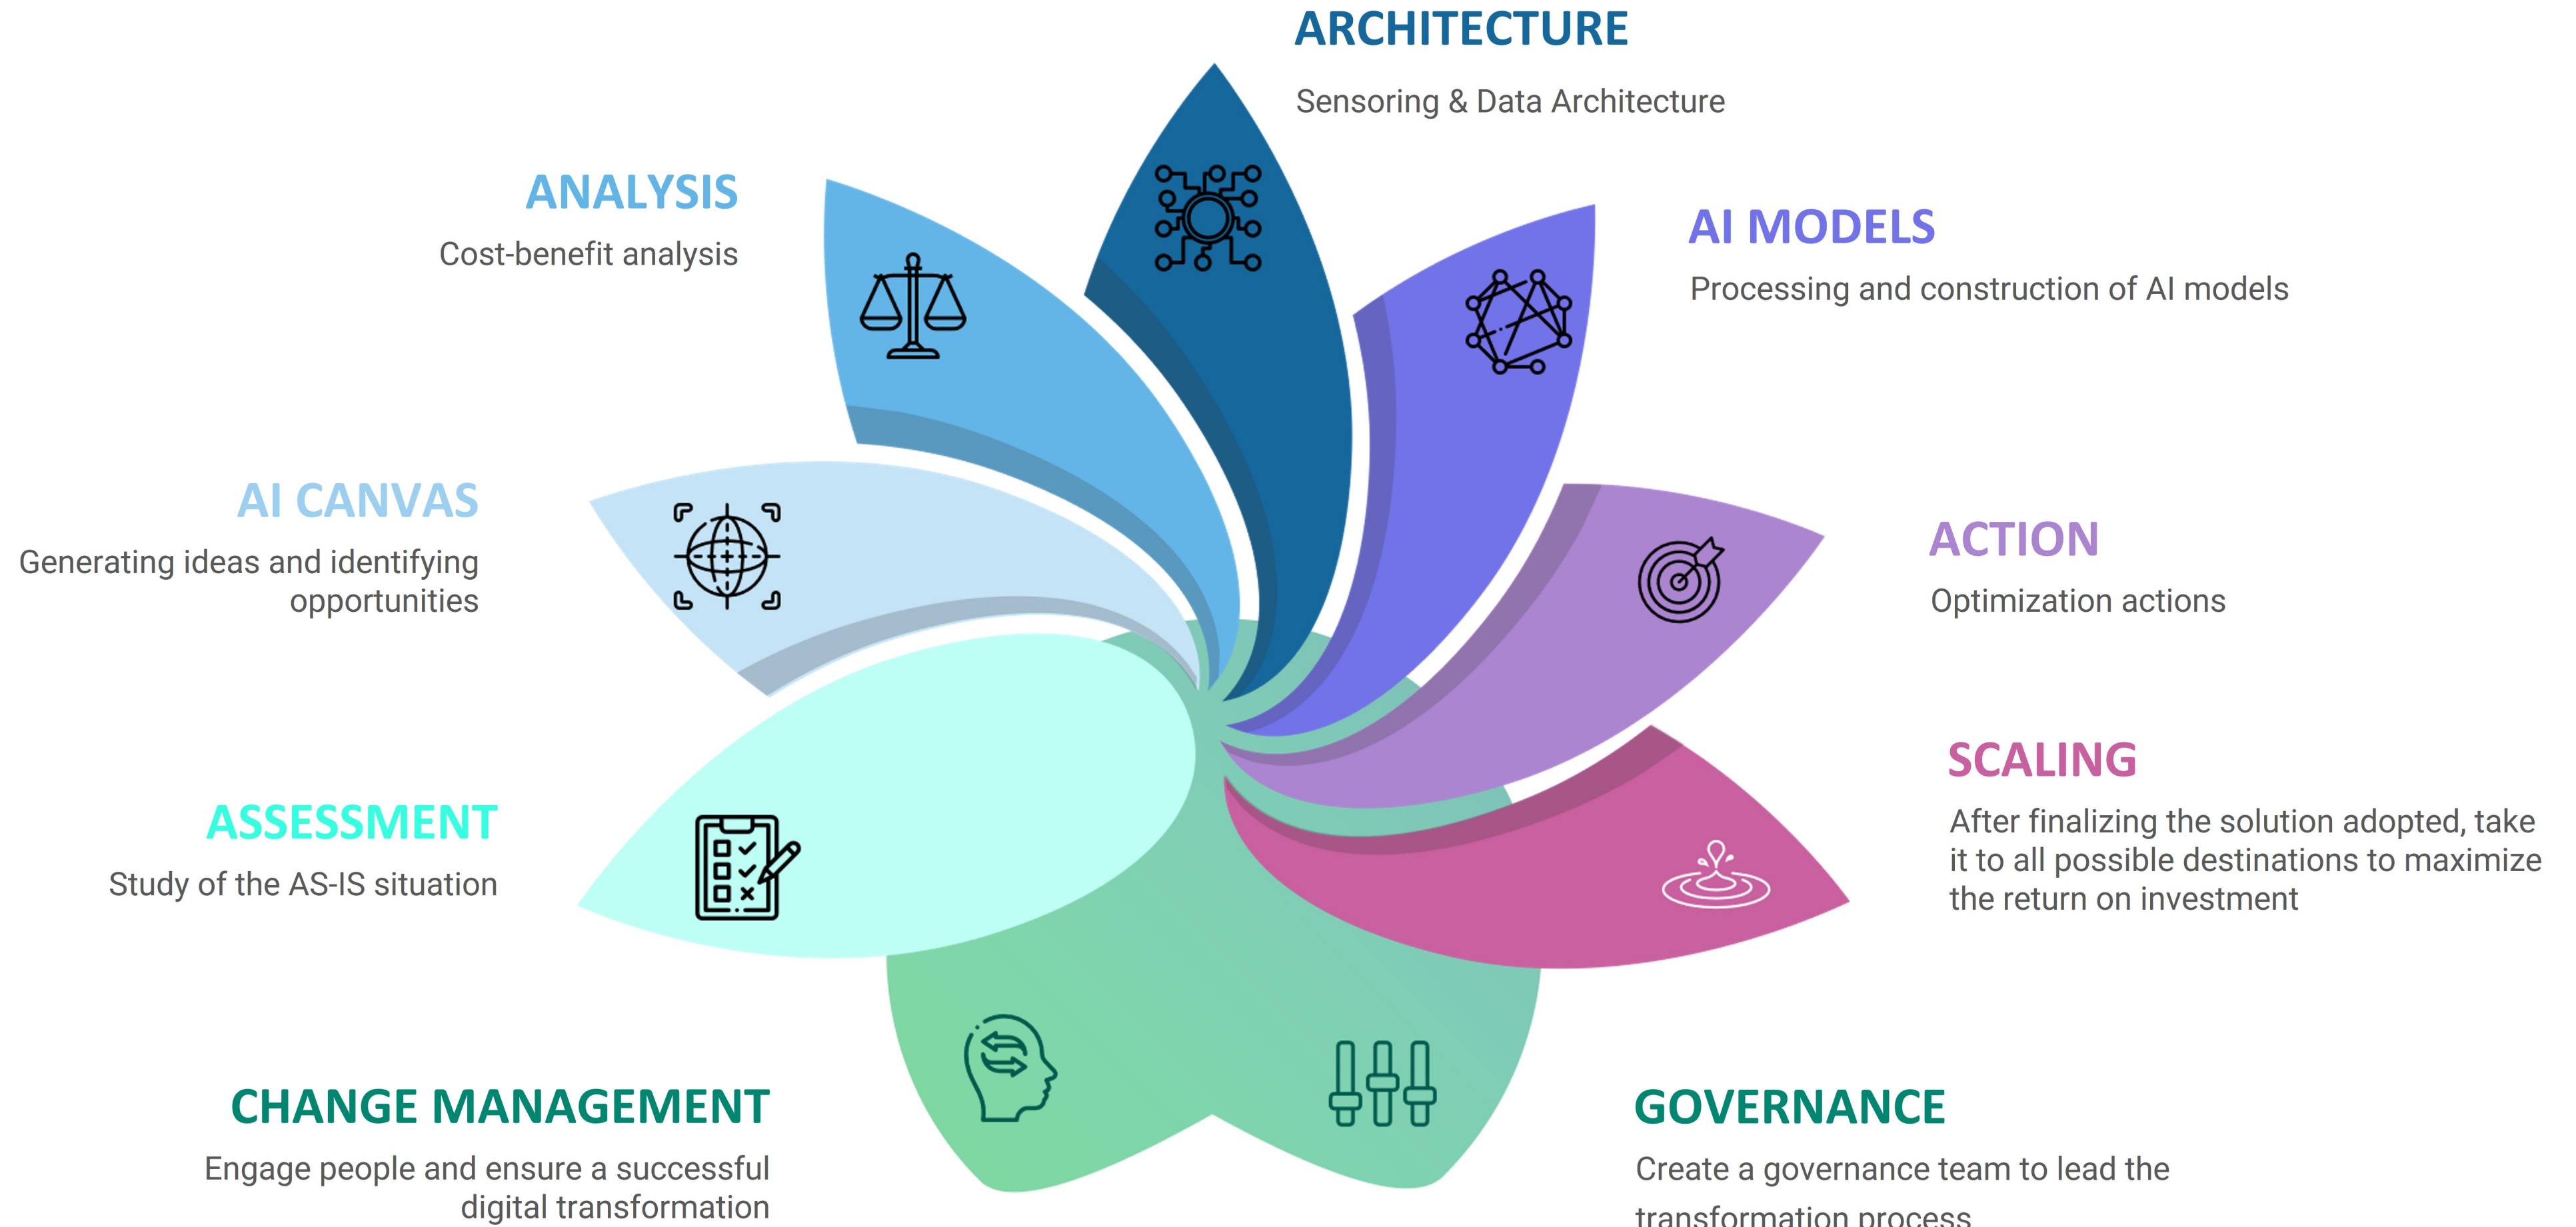 ARCHITECTURE
Sensoring & Data Architecture
ANALYSIS
Cost-benefit analysis
AI MODELS
Processing and construction of AI models
AI CANVAS
Generating ideas and identifying
opportunities
ACTION
Optimization actions
ASSESSMENT
Study of the AS-IS situation
SCALING
After finalizing the solution adopted, take
it to all possible destinations to maximize
the return on investment
CHANGE MANAGEMENT
Engage people and ensure a successful
digital transformation
GOVERNANCE
Create a governance team to lead the
transformation process